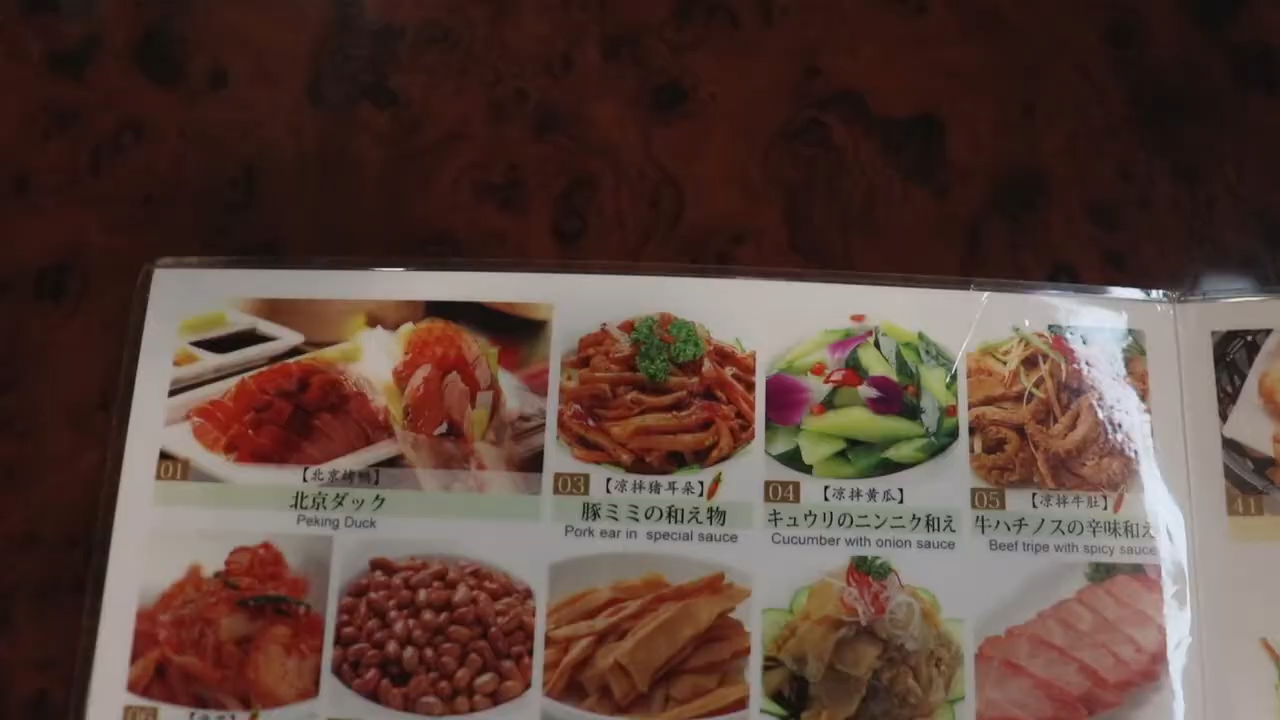 01
【北京烤鴨】
北京ダック
Peking Duck
03
【凉拌猪耳朵】
豚ミミの和え物
Pork ear in special sauce
04
【凉拌黄瓜】
キュウリのニンニク和え
Cucumber with onion sauce
05
【凉拌牛肚】
牛ハチノスの辛味和え
Beef tripe with spicy sauce
41
06